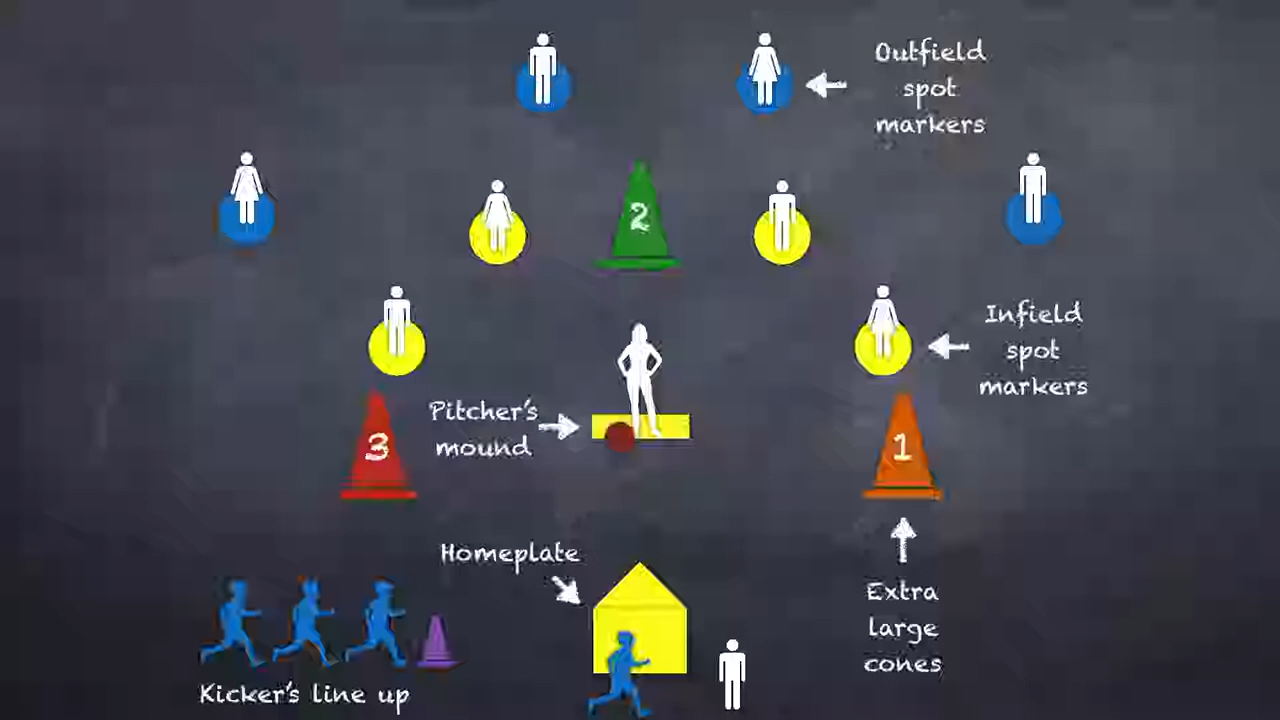 Outfield
spot
markers
2
Infield
spot
markers
Pitcher's
mound
3
1
Homeplate
Extra
large
cones
Kicker's line up